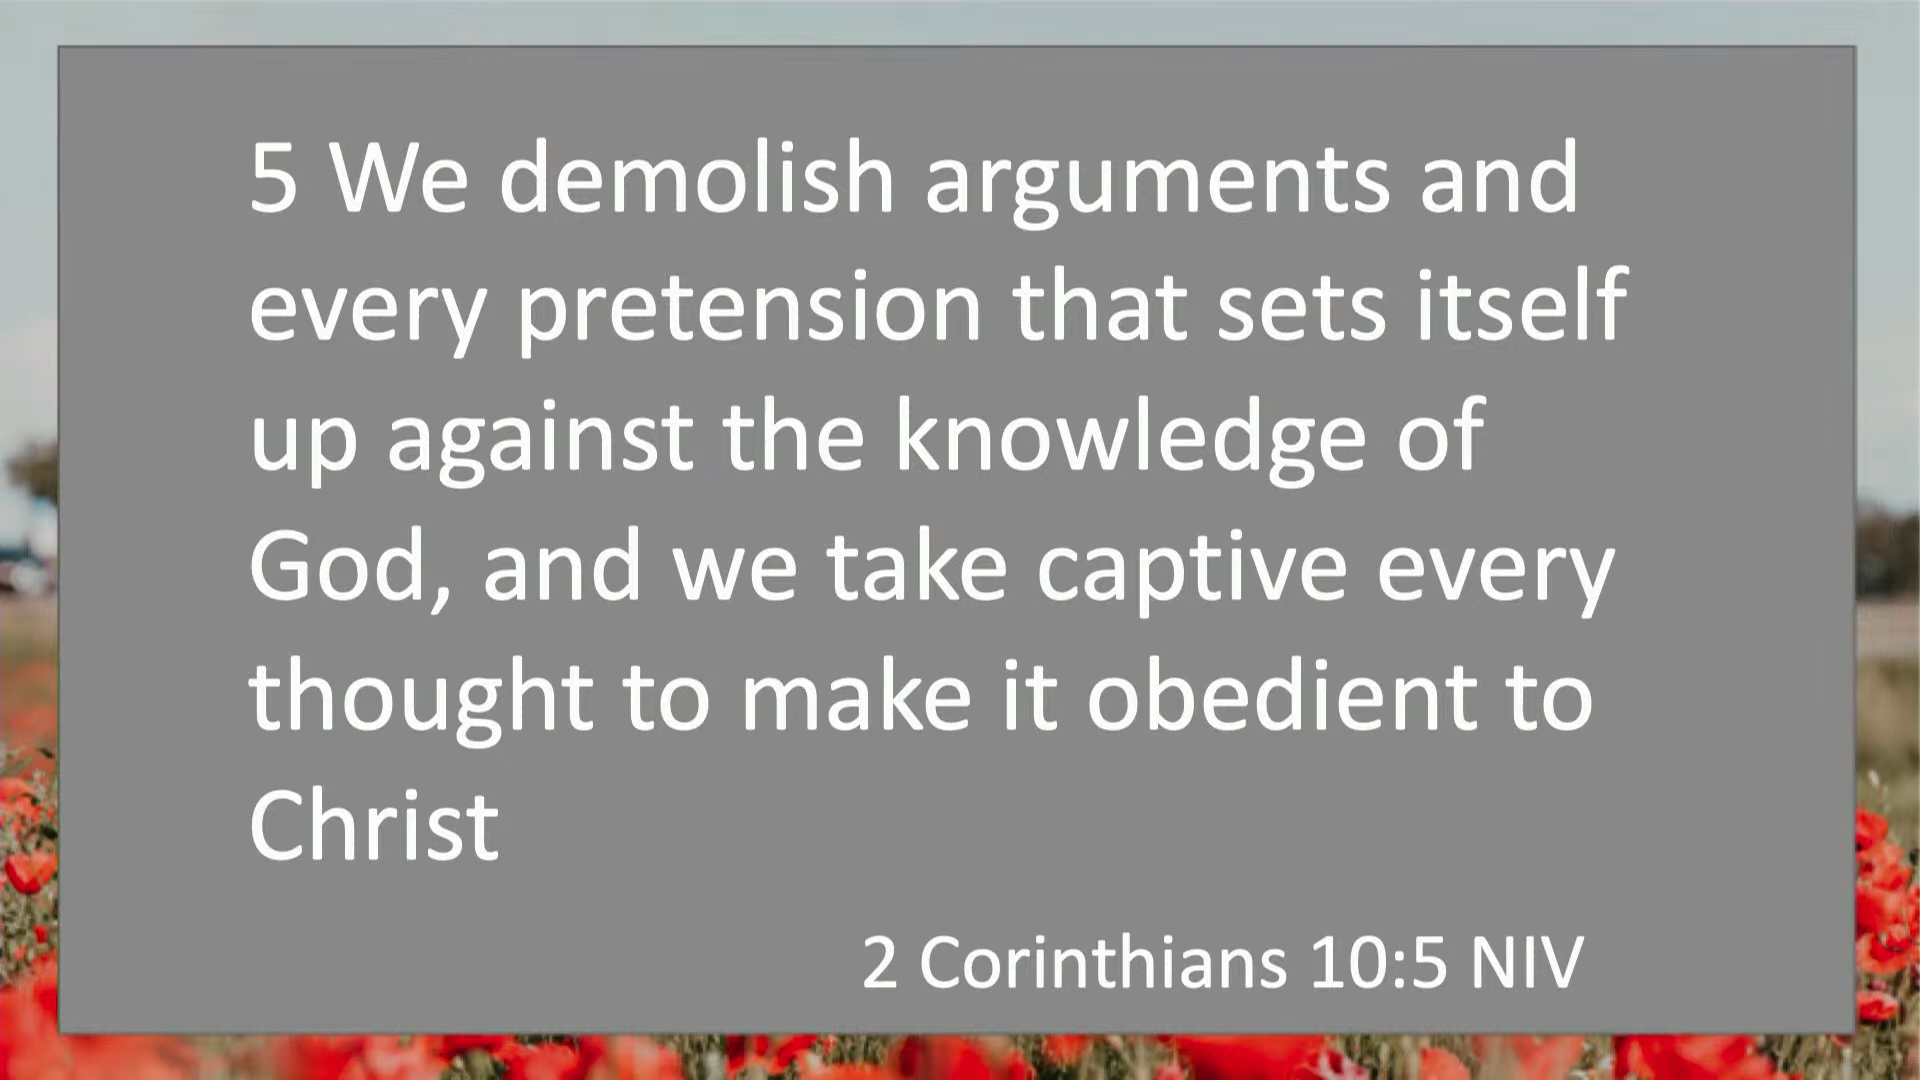 5 We demolish arguments and
every pretension that sets itself
up against the knowledge of
God, and we take captive every
thought to make it obedient to
Christ
2 Corinthians 10:5 NIV